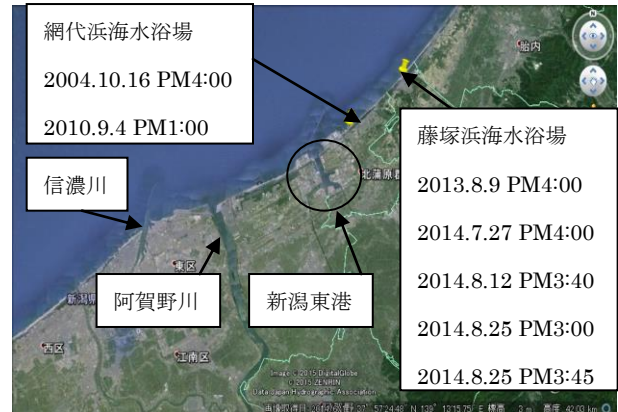 網代浜海水浴場
2004.10.16 PM4:00
2010.9.4 PM1:00
胎内
藤塚浜海水浴場
2013.8.9 PM4:00
2014.7.27 PM4:00
2014.8.12 PM3:40
2014.8.25 PM3:00
2014.8.25 PM3:45
北蒲原郡
信濃川
東区
阿賀野川
新潟東港
新潟県
西区
江南区
Image © 2015 DigitalGlobe
© 2015 ZENRIN
Data Japan Hydrographic Association